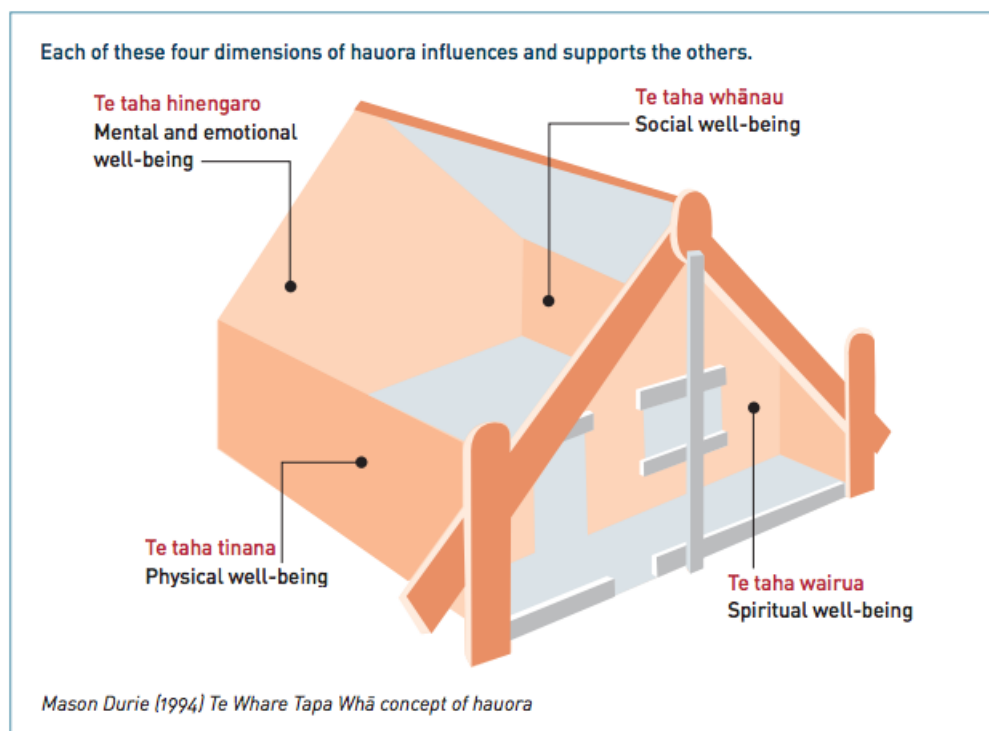 Each of these four dimensions of hauora influences and supports the others.
Te taha hinengaro
Mental and emotional
well-being
Te taha whānau
Social well-being
Te taha tinana
Physical well-being
Te taha wairua
Spiritual well-being
Mason Durie (1994) Te Whare Tapa Whā concept of hauora